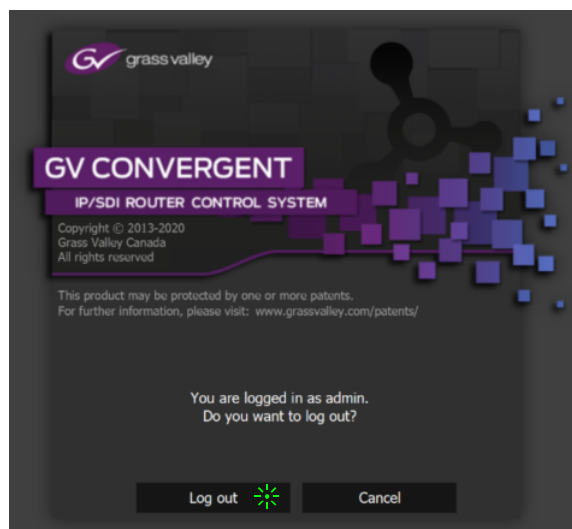 GV grass valley
GV CONVERGENT
IP/SDI ROUTER CONTROL SYSTEM
Copyright © 2013-2020
Grass Valley Canada
All rights reserved
This product may be protected by one or more patents.
For further information, please visit: www.grassvalley.com/patents/
You are logged in as admin.
Do you want to log out?
Log out Cancel